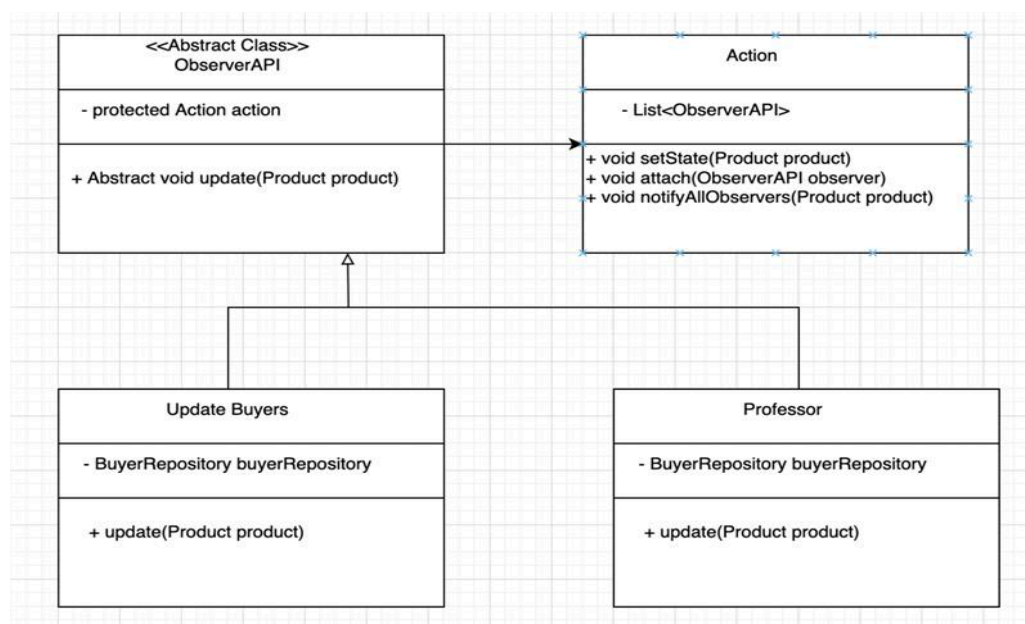 <<Abstract Class>>
ObserverAPI
- protected Action action
+ Abstract void update(Product product)
Action
- List<ObserverAPI>
+ void setState(Product product)
+ void attach(ObserverAPI observer)
+ void notifyAllObservers(Product product)
Update Buyers
- BuyerRepository buyerRepository
+ update(Product product)
Professor
- BuyerRepository buyerRepository
+ update(Product product)